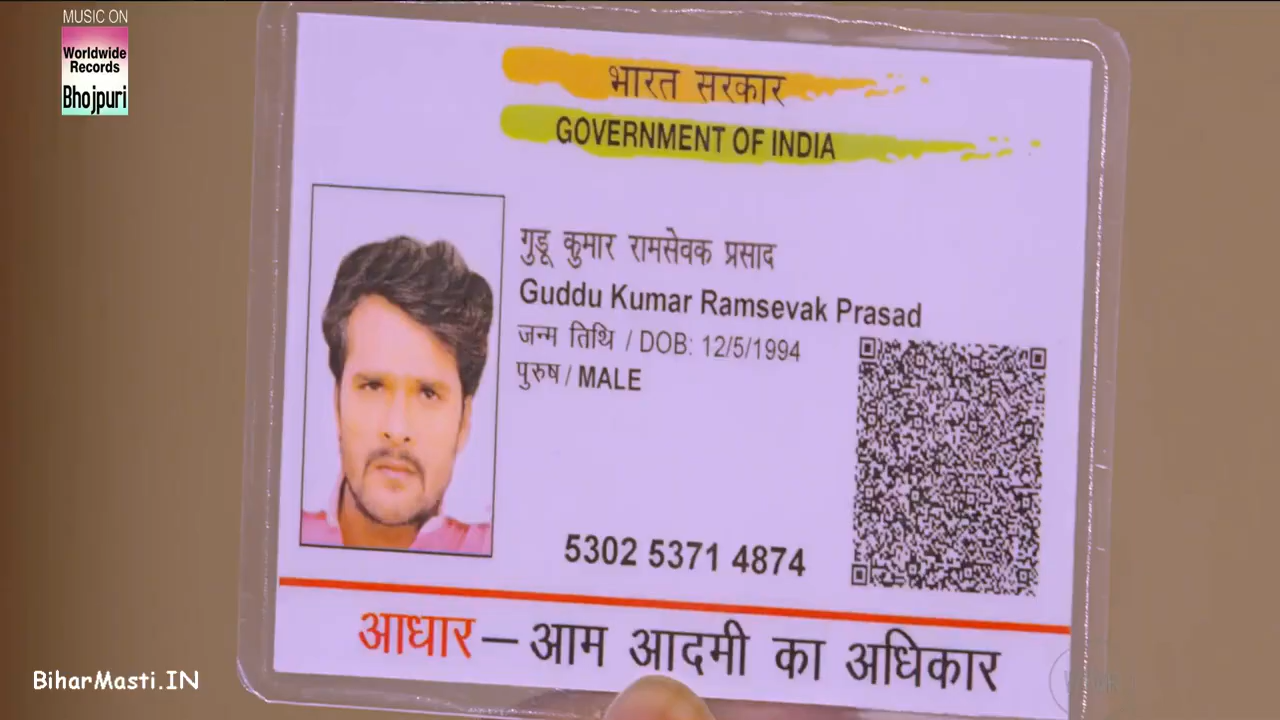 MUSIC ON
Worldwide
Records
Bhojpuri
भारत सरकार
GOVERNMENT OF INDIA
गुडू कुमार रामसेवक प्रसाद
Guddu Kumar Ramsevak Prasad
जन्म तिथि / DOB: 12/5/1994
पुरुष / MALE
5302 5371 4874
आधार – आम आदमी का अधिकार
BiharMasti.IN